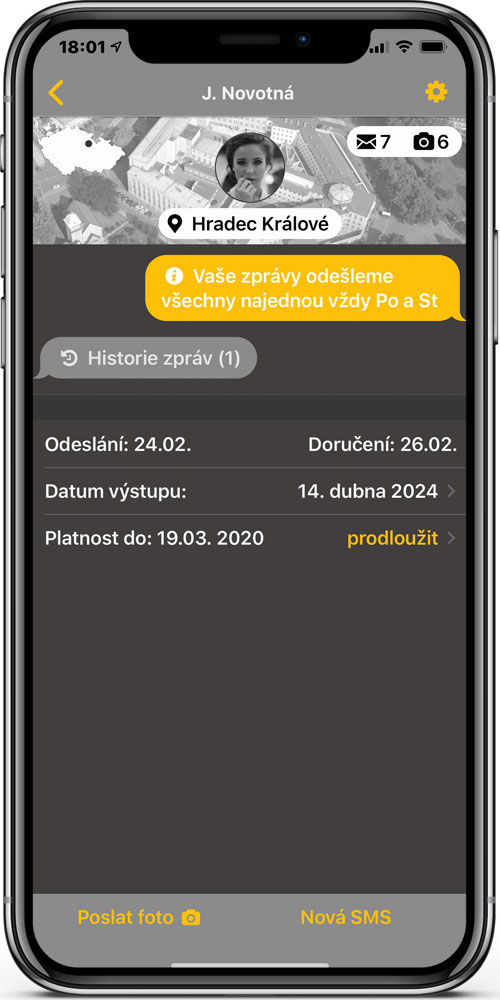 18:01
J. Novotná
7 6
Hradec Králové
Vaše zprávy odešleme
všechny najednou vždy Po a St
Historie zpráv (1)
Odeslání: 24.02. Doručení: 26.02.
Datum výstupu: 14. dubna 2024
Platnost do: 19.03. 2020 prodloužit
Poslat foto Nová SMS